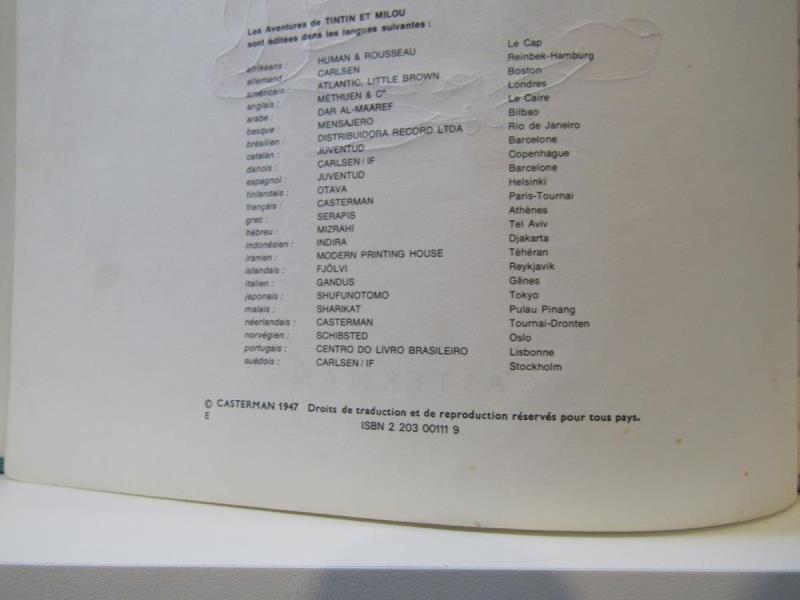 Les Aventures de TINTIN ET MILOU
sont éditées dans les langues suivantes :
afrikaans : HUMAN & ROUSSEAU Le Cap
allemand : CARLSEN Reinbek-Hamburg
américain : ATLANTIC, LITTLE BROWN Boston
anglais : METHUEN & Cº Londres
arabe : DAR AL-MAAREF Le Caire
basque : MENSAJERO Bilbao
brésilien : DISTRIBUIDORA RECORD LTDA Rio de Janeiro
catalan : JUVENTUD Barcelone
danois : CARLSEN / IF Copenhague
espagnol : JUVENTUD Barcelone
finlandais : OTAVA Helsinki
français : CASTERMAN Paris-Tournai
grec : SERAPIS Athènes
hébreu : MIZRAHI Tel Aviv
indonésien : INDIRA Djakarta
iranien : MODERN PRINTING HOUSE Téhéran
islandais : FJÖLVI Reykjavik
italien : GANDUS Gênes
japonais : SHUFUNOTOMO Tokyo
malais : SHARIKAT Pulau Pinang
néerlandais : CASTERMAN Tournai-Dronten
norvégien : SCHIBSTED Oslo
portugais : CENTRO DO LIVRO BRASILEIRO Lisbonne
suédois : CARLSEN / IF Stockholm
© CASTERMAN 1947 Droits de traduction et de reproduction réservés pour tous pays.
E
ISBN 2 203 00111 9